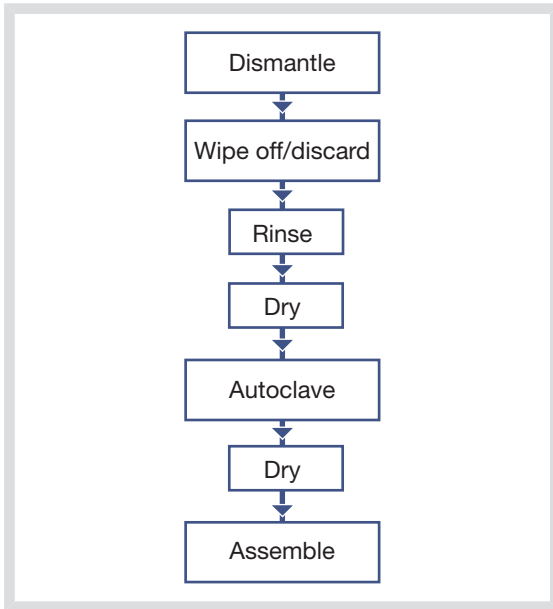 Dismantle
Wipe off/discard
Rinse
Dry
Autoclave
Dry
Assemble